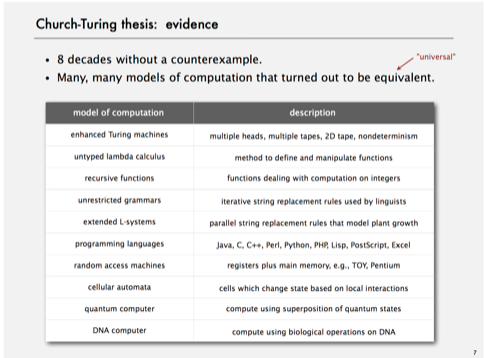 Church-Turing thesis: evidence
• 8 decades without a counterexample.
"universal"
• Many, many models of computation that turned out to be equivalent.
model of computation description
enhanced Turing machines multiple heads, multiple tapes, 2D tape, nondeterminism
untyped lambda calculus method to define and manipulate functions
recursive functions functions dealing with computation on integers
unrestricted grammars iterative string replacement rules used by linguists
extended L-systems parallel string replacement rules that model plant growth
programming languages Java, C, C++, Perl, Python, PHP, Lisp, PostScript, Excel
random access machines registers plus main memory, e.g., TOY, Pentium
cellular automata cells which change state based on local interactions
quantum computer compute using superposition of quantum states
DNA computer compute using biological operations on DNA
7